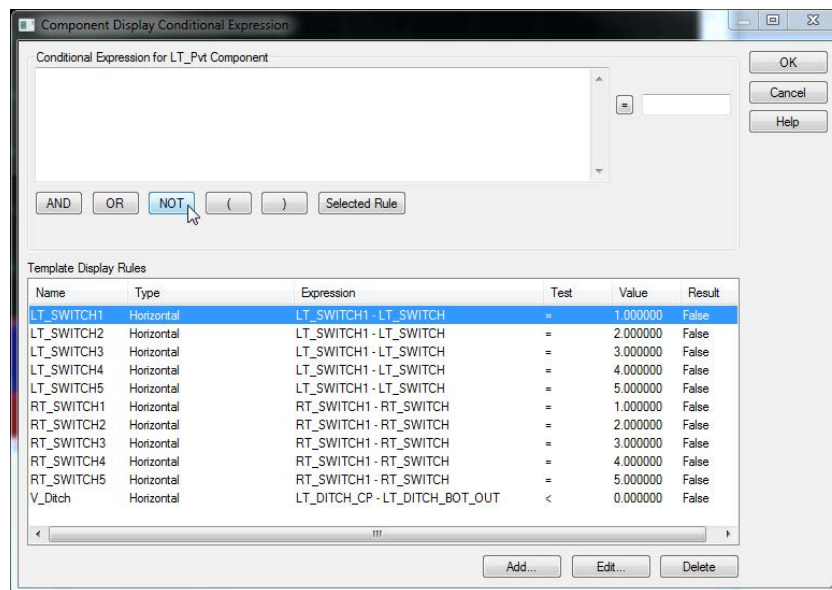 Component Display Conditional Expression
Conditional Expression for LT_Pvt Component
OK
=
Cancel
Help
AND OR NOT ( ) Selected Rule
Template Display Rules
Name Type Expression Test Value Result
LT_SWITCH1 Horizontal LT_SWITCH1 - LT_SWITCH = 1.000000 False
LT_SWITCH2 Horizontal LT_SWITCH1 - LT_SWITCH = 2.000000 False
LT_SWITCH3 Horizontal LT_SWITCH1 - LT_SWITCH = 3.000000 False
LT_SWITCH4 Horizontal LT_SWITCH1 - LT_SWITCH = 4.000000 False
LT_SWITCH5 Horizontal LT_SWITCH1 - LT_SWITCH = 5.000000 False
RT_SWITCH1 Horizontal RT_SWITCH1 - RT_SWITCH = 1.000000 False
RT_SWITCH2 Horizontal RT_SWITCH1 - RT_SWITCH = 2.000000 False
RT_SWITCH3 Horizontal RT_SWITCH1 - RT_SWITCH = 3.000000 False
RT_SWITCH4 Horizontal RT_SWITCH1 - RT_SWITCH = 4.000000 False
RT_SWITCH5 Horizontal RT_SWITCH1 - RT_SWITCH = 5.000000 False
V_Ditch Horizontal LT_DITCH_CP - LT_DITCH_BOT_OUT < 0.000000 False
Add... Edit... Delete